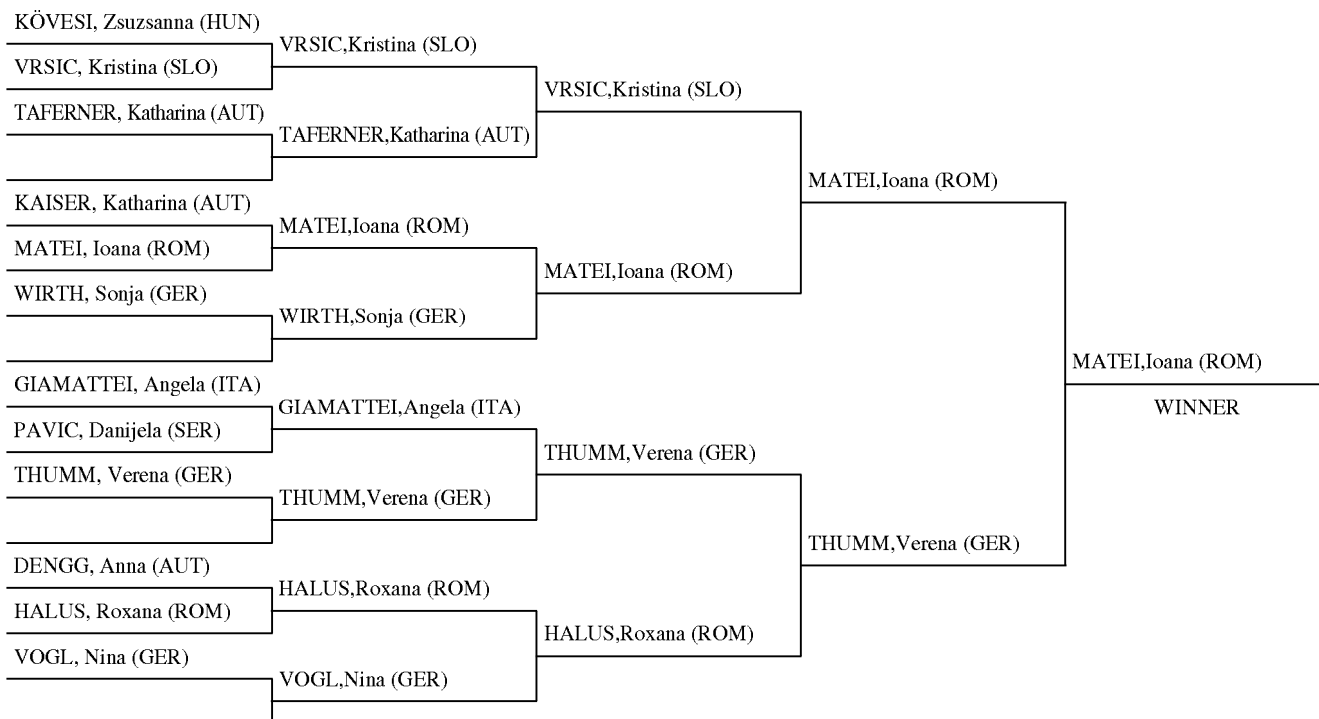 KÖVESI, Zsuzsanna (HUN)
VRSIC, Kristina (SLO)
TAFERNER, Katharina (AUT)
KAISER, Katharina (AUT)
MATEI, Ioana (ROM)
WIRTH, Sonja (GER)
GIAMATTEI, Angela (ITA)
PAVIC, Danijela (SER)
THUMM, Verena (GER)
DENGG, Anna (AUT)
HALUS, Roxana (ROM)
VOGL, Nina (GER)
VRSIC,Kristina (SLO)
TAFERNER,Katharina (AUT)
MATEI,Ioana (ROM)
WIRTH,Sonja (GER)
GIAMATTEI,Angela (ITA)
THUMM,Verena (GER)
HALUS,Roxana (ROM)
VOGL,Nina (GER)
VRSIC,Kristina (SLO)
MATEI,Ioana (ROM)
THUMM,Verena (GER)
HALUS,Roxana (ROM)
MATEI,Ioana (ROM)
THUMM,Verena (GER)
MATEI,Ioana (ROM)
WINNER